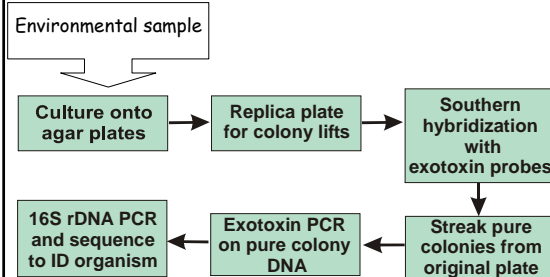 Environmental sample
Culture onto
agar plates
Replica plate
for colony lifts
Southern
hybridization
with
exotoxin probes
Streak pure
colonies from
original plate
Exotoxin PCR
on pure colony
DNA
16S rDNA PCR
and sequence
to ID organism